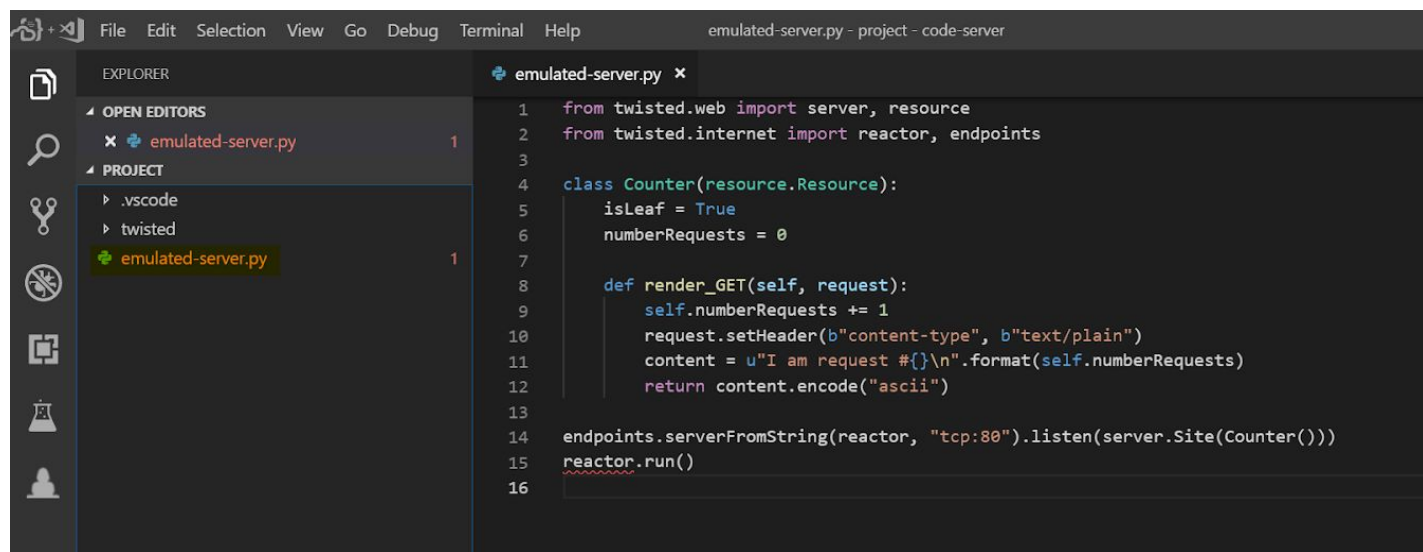 File Edit Selection View Go Debug Terminal Help emulated-server.py - project - code-server
EXPLORER
OPEN EDITORS
emulated-server.py 1
PROJECT
.vscode
twisted
emulated-server.py 1
emulated-server.py
1 from twisted.web import server, resource
2 from twisted.internet import reactor, endpoints
3
4 class Counter(resource.Resource):
5 isLeaf = True
6 numberRequests = 0
7
8 def render_GET(self, request):
9 self.numberRequests += 1
10 request.setHeader(b"content-type", b"text/plain")
11 content = u"I am request #{}\n".format(self.numberRequests)
12 return content.encode("ascii")
13
14 endpoints.serverFromString(reactor, "tcp:80").listen(server.Site(Counter()))
15 reactor.run()
16